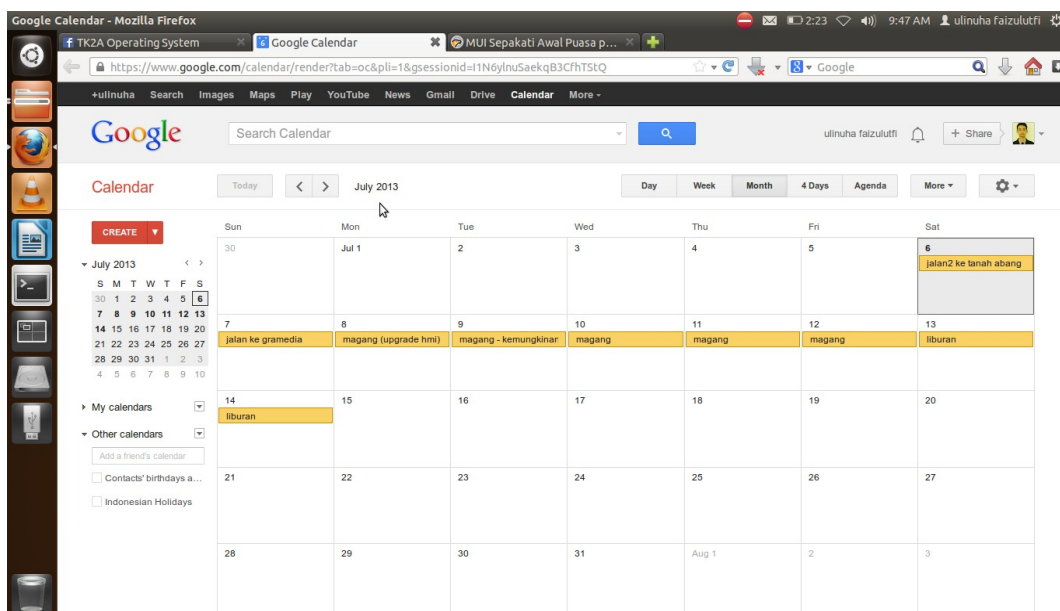 Google Calendar - Mozilla Firefox
2:23
9:47 AM
ulinuha faizulutfi
TK2A Operating System
Google Calendar
MUI Sepakati Awal Puasa p...
https://www.google.com/calendar/render?tab=oc&pli=1&gsessionid=I1N6ylnuSaekqB3CfhTStQ
Google
+ulinuha Search Images Maps Play YouTube News Gmail Drive Calendar More
Google
Search Calendar
ulinuha faizulutfi
+ Share
Calendar
Today
July 2013
Day Week Month 4 Days Agenda
More
CREATE
July 2013
S M T W T F S
30 1 2 3 4 5 6
7 8 9 10 11 12 13
14 15 16 17 18 19 20
21 22 23 24 25 26 27
28 29 30 31 1 2 3
4 5 6 7 8 9 10
My calendars
Other calendars
Add a friend's calendar
Contacts' birthdays a...
Indonesian Holidays
Sun Mon Tue Wed Thu Fri Sat
30 Jul 1 2 3 4 5 6
jalan2 ke tanah abang
7 8 9 10 11 12 13
jalan ke gramedia magang (upgrade hmi) magang - kemungkinar magang magang magang liburan
14 15 16 17 18 19 20
liburan
21 22 23 24 25 26 27
28 29 30 31 Aug 1 2 3